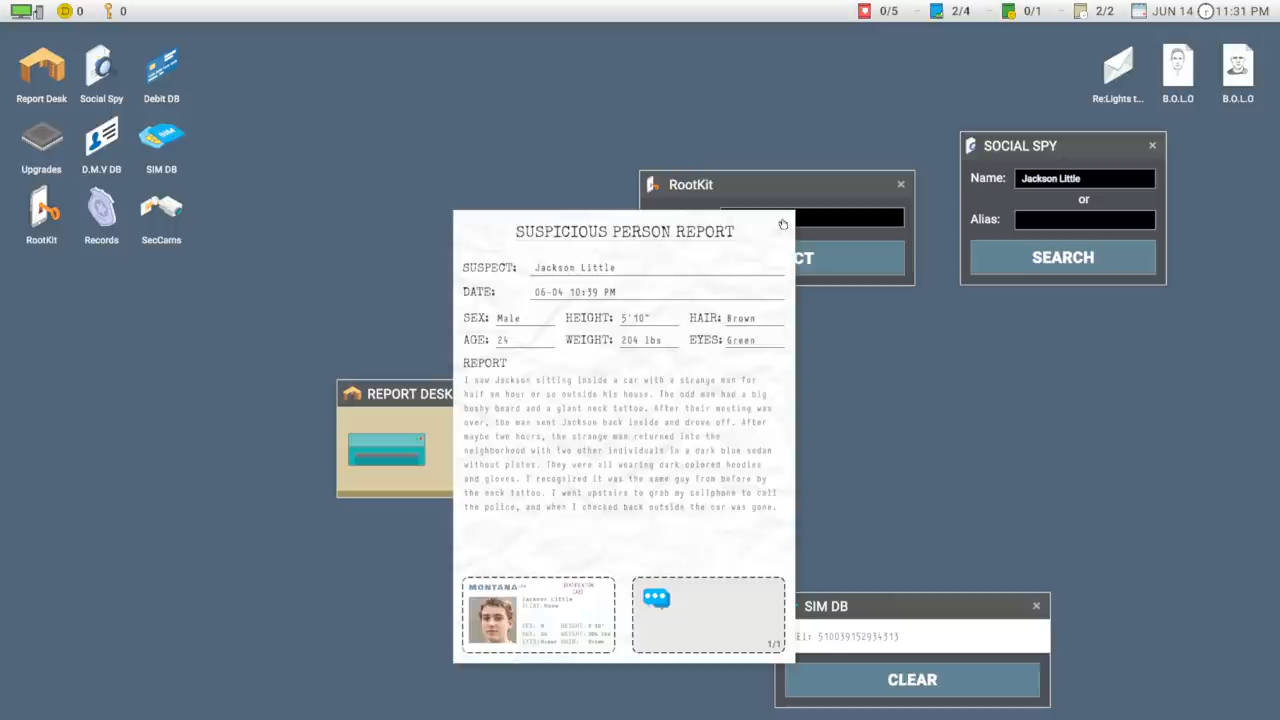 0
0
0/5
2/4
0/1
2/2
JUN 14
11:31 PM
Report Desk
Social Spy
Debit DB
Upgrades
D.M.V DB
SIM DB
RootKit
Records
SecCams
Re:Lights t...
B.O.L.O
B.O.L.O
SOCIAL SPY
Name: Jackson Little
or
Alias:
SEARCH
RootKit
CT
REPORT DESK
SUSPICIOUS PERSON REPORT
SUSPECT: Jackson Little
DATE: 06-04 10:39 PM
SEX: Male HEIGHT: 5'10" HAIR: Brown
AGE: 24 WEIGHT: 204 lbs EYES: Green
REPORT
I saw Jackson sitting inside a car with a strange man for
half an hour or so outside his house. The odd man had a big
bushy beard and a giant neck tattoo. After their meeting was
over, the man sent Jackson back inside and drove off. After
maybe two hours, the strange man returned into the
neighborhood with two other individuals in a dark blue sedan
without plates. They were all wearing dark colored hoodies
and gloves. I recognized it was the same guy from before by
the neck tattoo. I went upstairs to grab my cellphone to call
the police, and when I checked back outside the car was gone.
MONTANA
IDENTIFICATION
CARD
Jackson Little
1/1
SIM DB
EI: 510039152934313
CLEAR